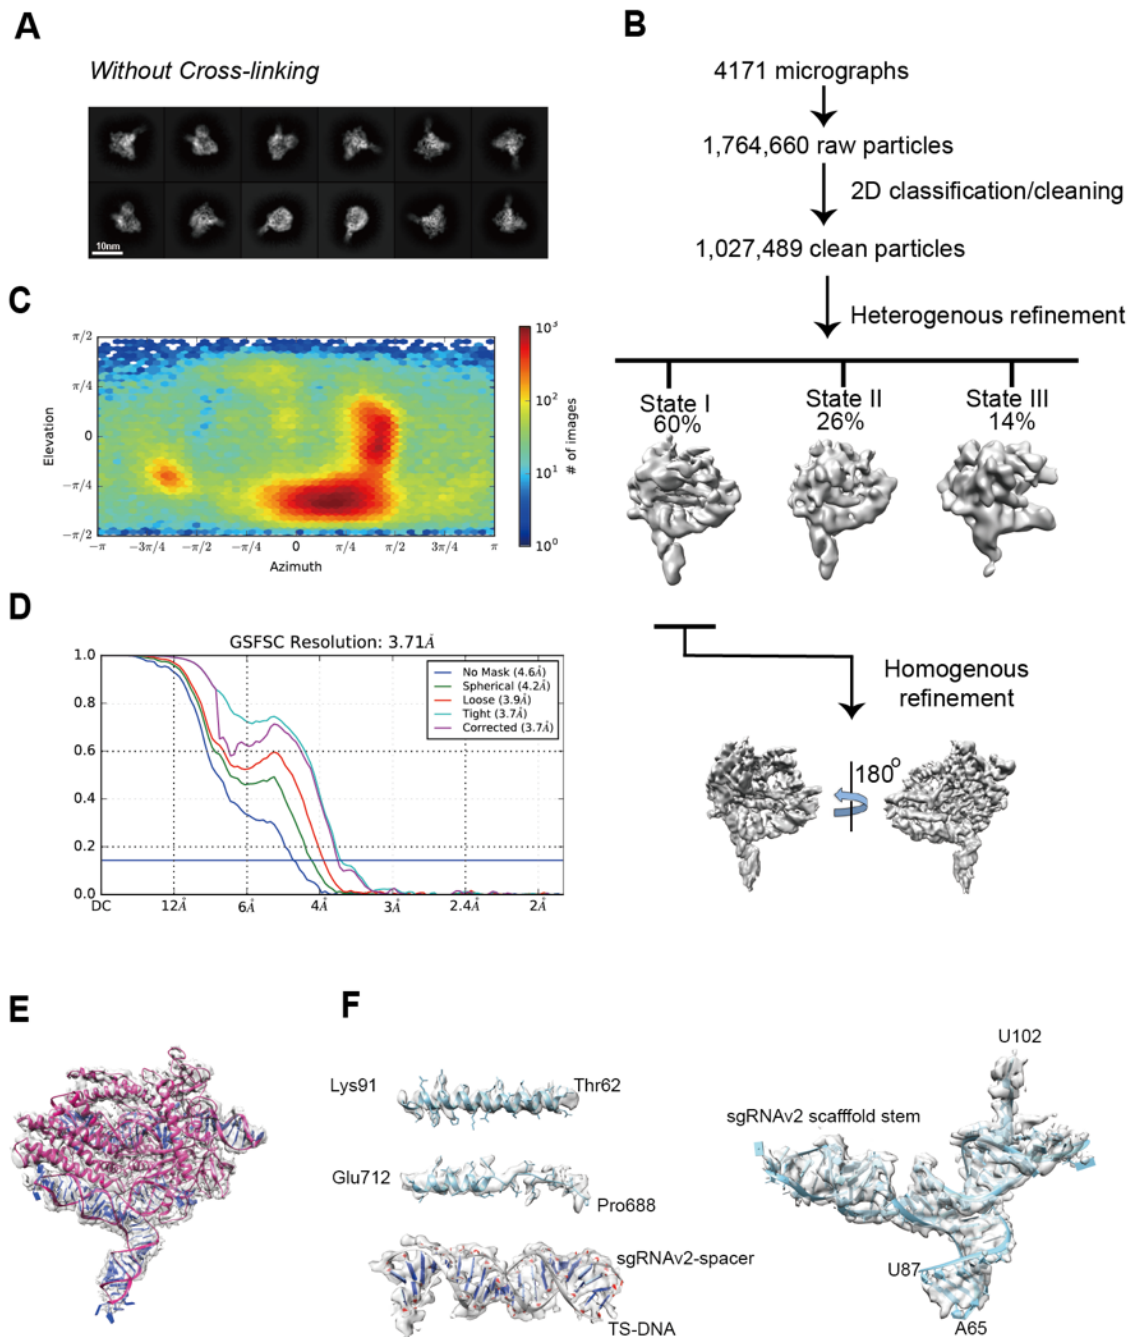 A
Without Cross-linking
10nm
B
4171 micrographs
1,764,660 raw particles
2D classification/cleaning
1,027,489 clean particles
Heterogenous refinement
State I
60%
State II
26%
State III
14%
Homogenous
refinement
180°
C
π/2
π/4
0
−π/4
−π/2
Elevation
−π
−3π/4
−π/2
−π/4
0
π/4
π/2
3π/4
π
Azimuth
10³
10²
10¹
10⁰
# of images
D
GSFSC Resolution: 3.71Å
1.0
0.8
0.6
0.4
0.2
0.0
DC
12Å
6Å
4Å
3Å
2.4Å
2Å
No Mask (4.6Å)
Spherical (4.2Å)
Loose (3.9Å)
Tight (3.7Å)
Corrected (3.7Å)
E
F
Lys91
Thr62
Glu712
Pro688
sgRNAv2-spacer
TS-DNA
U102
sgRNAv2 scafffold stem
U87
A65